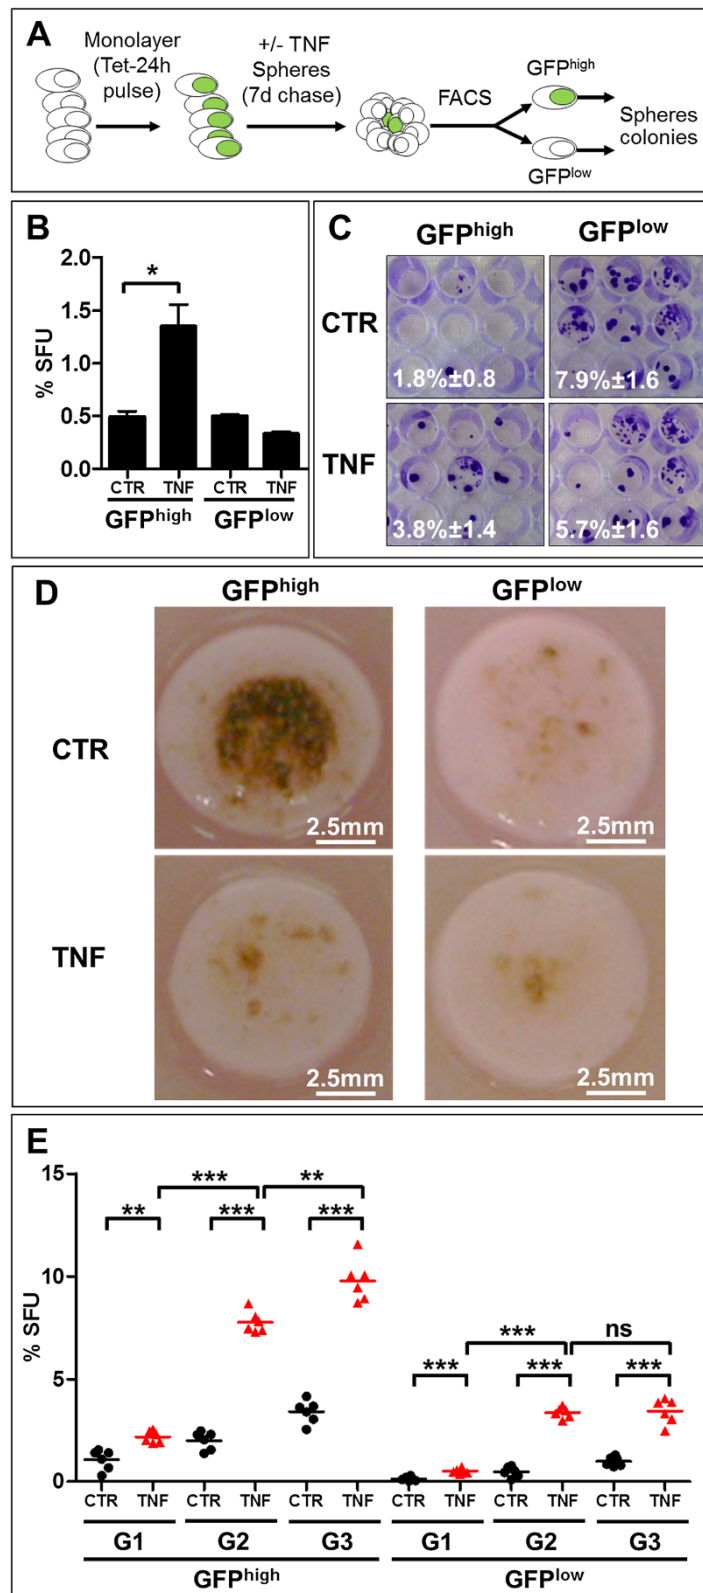 A
Monolayer
(Tet-24h
pulse)
+/- TNF
Spheres
(7d chase)
FACS
GFPhigh
GFPlow
Spheres
colonies
B
% SFU
2.0
1.5
1.0
0.5
0.0
*
CTR TNF CTR TNF
GFPhigh GFPlow
C
GFPhigh GFPlow
CTR
1.8%±0.8 7.9%±1.6
TNF
3.8%±1.4 5.7%±1.6
D
GFPhigh GFPlow
CTR
2.5mm 2.5mm
TNF
2.5mm 2.5mm
E
% SFU
15
10
5
0
*** **
** *** ***
*** ns
*** *** ***
CTR TNF CTR TNF CTR TNF CTR TNF CTR TNF CTR TNF
G1 G2 G3 G1 G2 G3
GFPhigh GFPlow